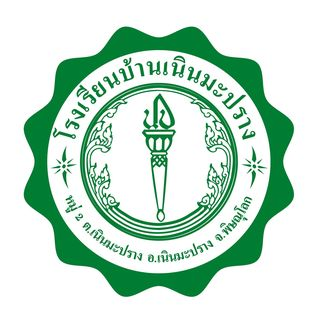 โรงเรียนบ้านเนินมะปราง
หมู่ 2 ต.เนินมะปราง อ.เนินมะปราง จ.พิษณุโลก